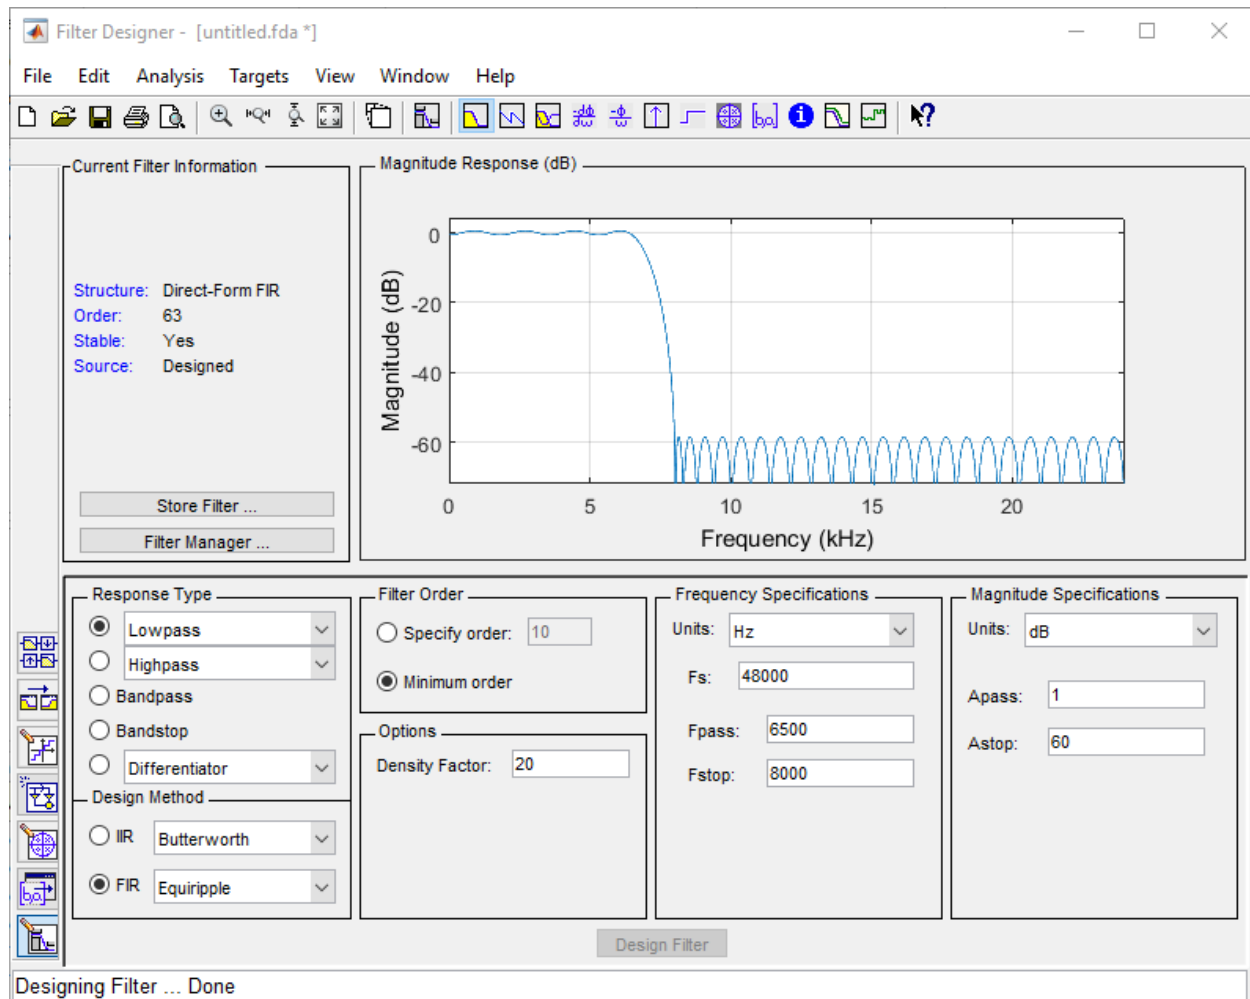 Filter Designer - [untitled.fda *]
File Edit Analysis Targets View Window Help
Current Filter Information
Structure: Direct-Form FIR
Order: 63
Stable: Yes
Source: Designed
Store Filter ...
Filter Manager ...
Magnitude Response (dB)
Magnitude (dB)
0
-20
-40
-60
0 5 10 15 20
Frequency (kHz)
Response Type
Lowpass
Highpass
Bandpass
Bandstop
Differentiator
Design Method
IIR Butterworth
FIR Equiripple
Filter Order
Specify order: 10
Minimum order
Options
Density Factor: 20
Frequency Specifications
Units: Hz
Fs: 48000
Fpass: 6500
Fstop: 8000
Magnitude Specifications
Units: dB
Apass: 1
Astop: 60
Design Filter
Designing Filter ... Done